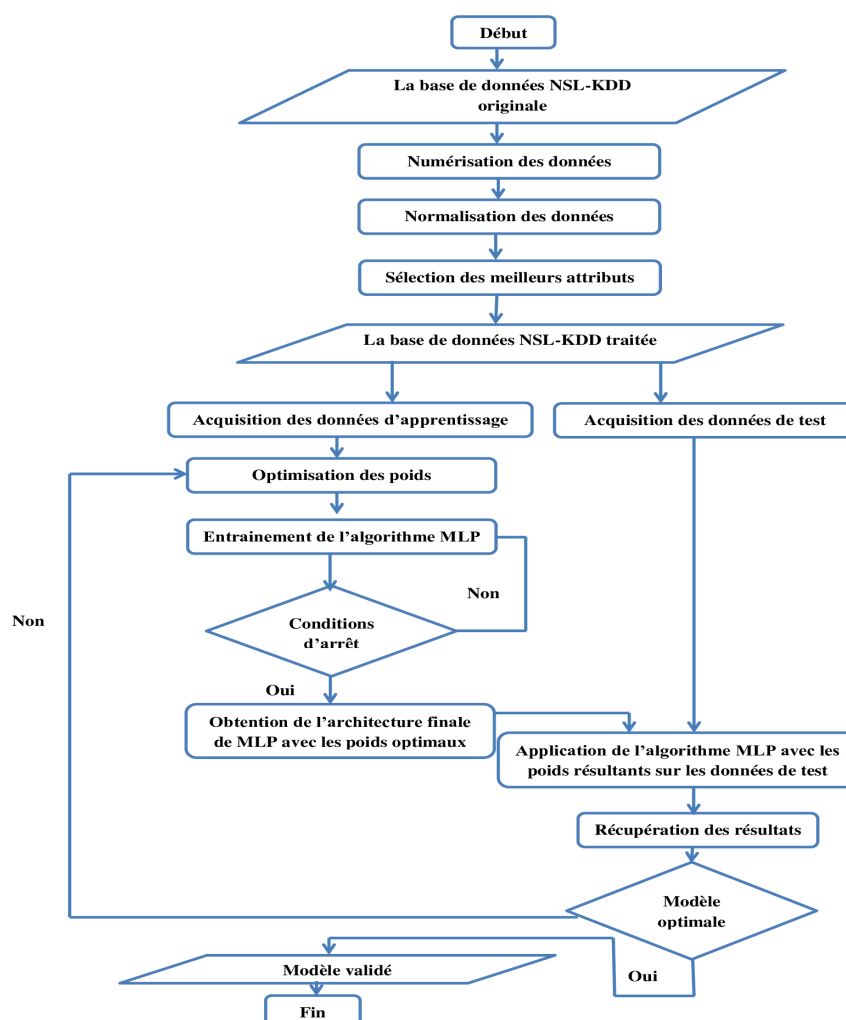 Début
La base de données NSL-KDD
originale
Numérisation des données
Normalisation des données
Sélection des meilleurs attributs
La base de données NSL-KDD traitée
Acquisition des données d'apprentissage
Acquisition des données de test
Optimisation des poids
Entrainement de l'algorithme MLP
Non
Non
Conditions
d'arrêt
Oui
Obtention de l'architecture finale
de MLP avec les poids optimaux
Application de l'algorithme MLP avec les
poids résultants sur les données de test
Récupération des résultats
Modèle
optimale
Oui
Modèle validé
Fin